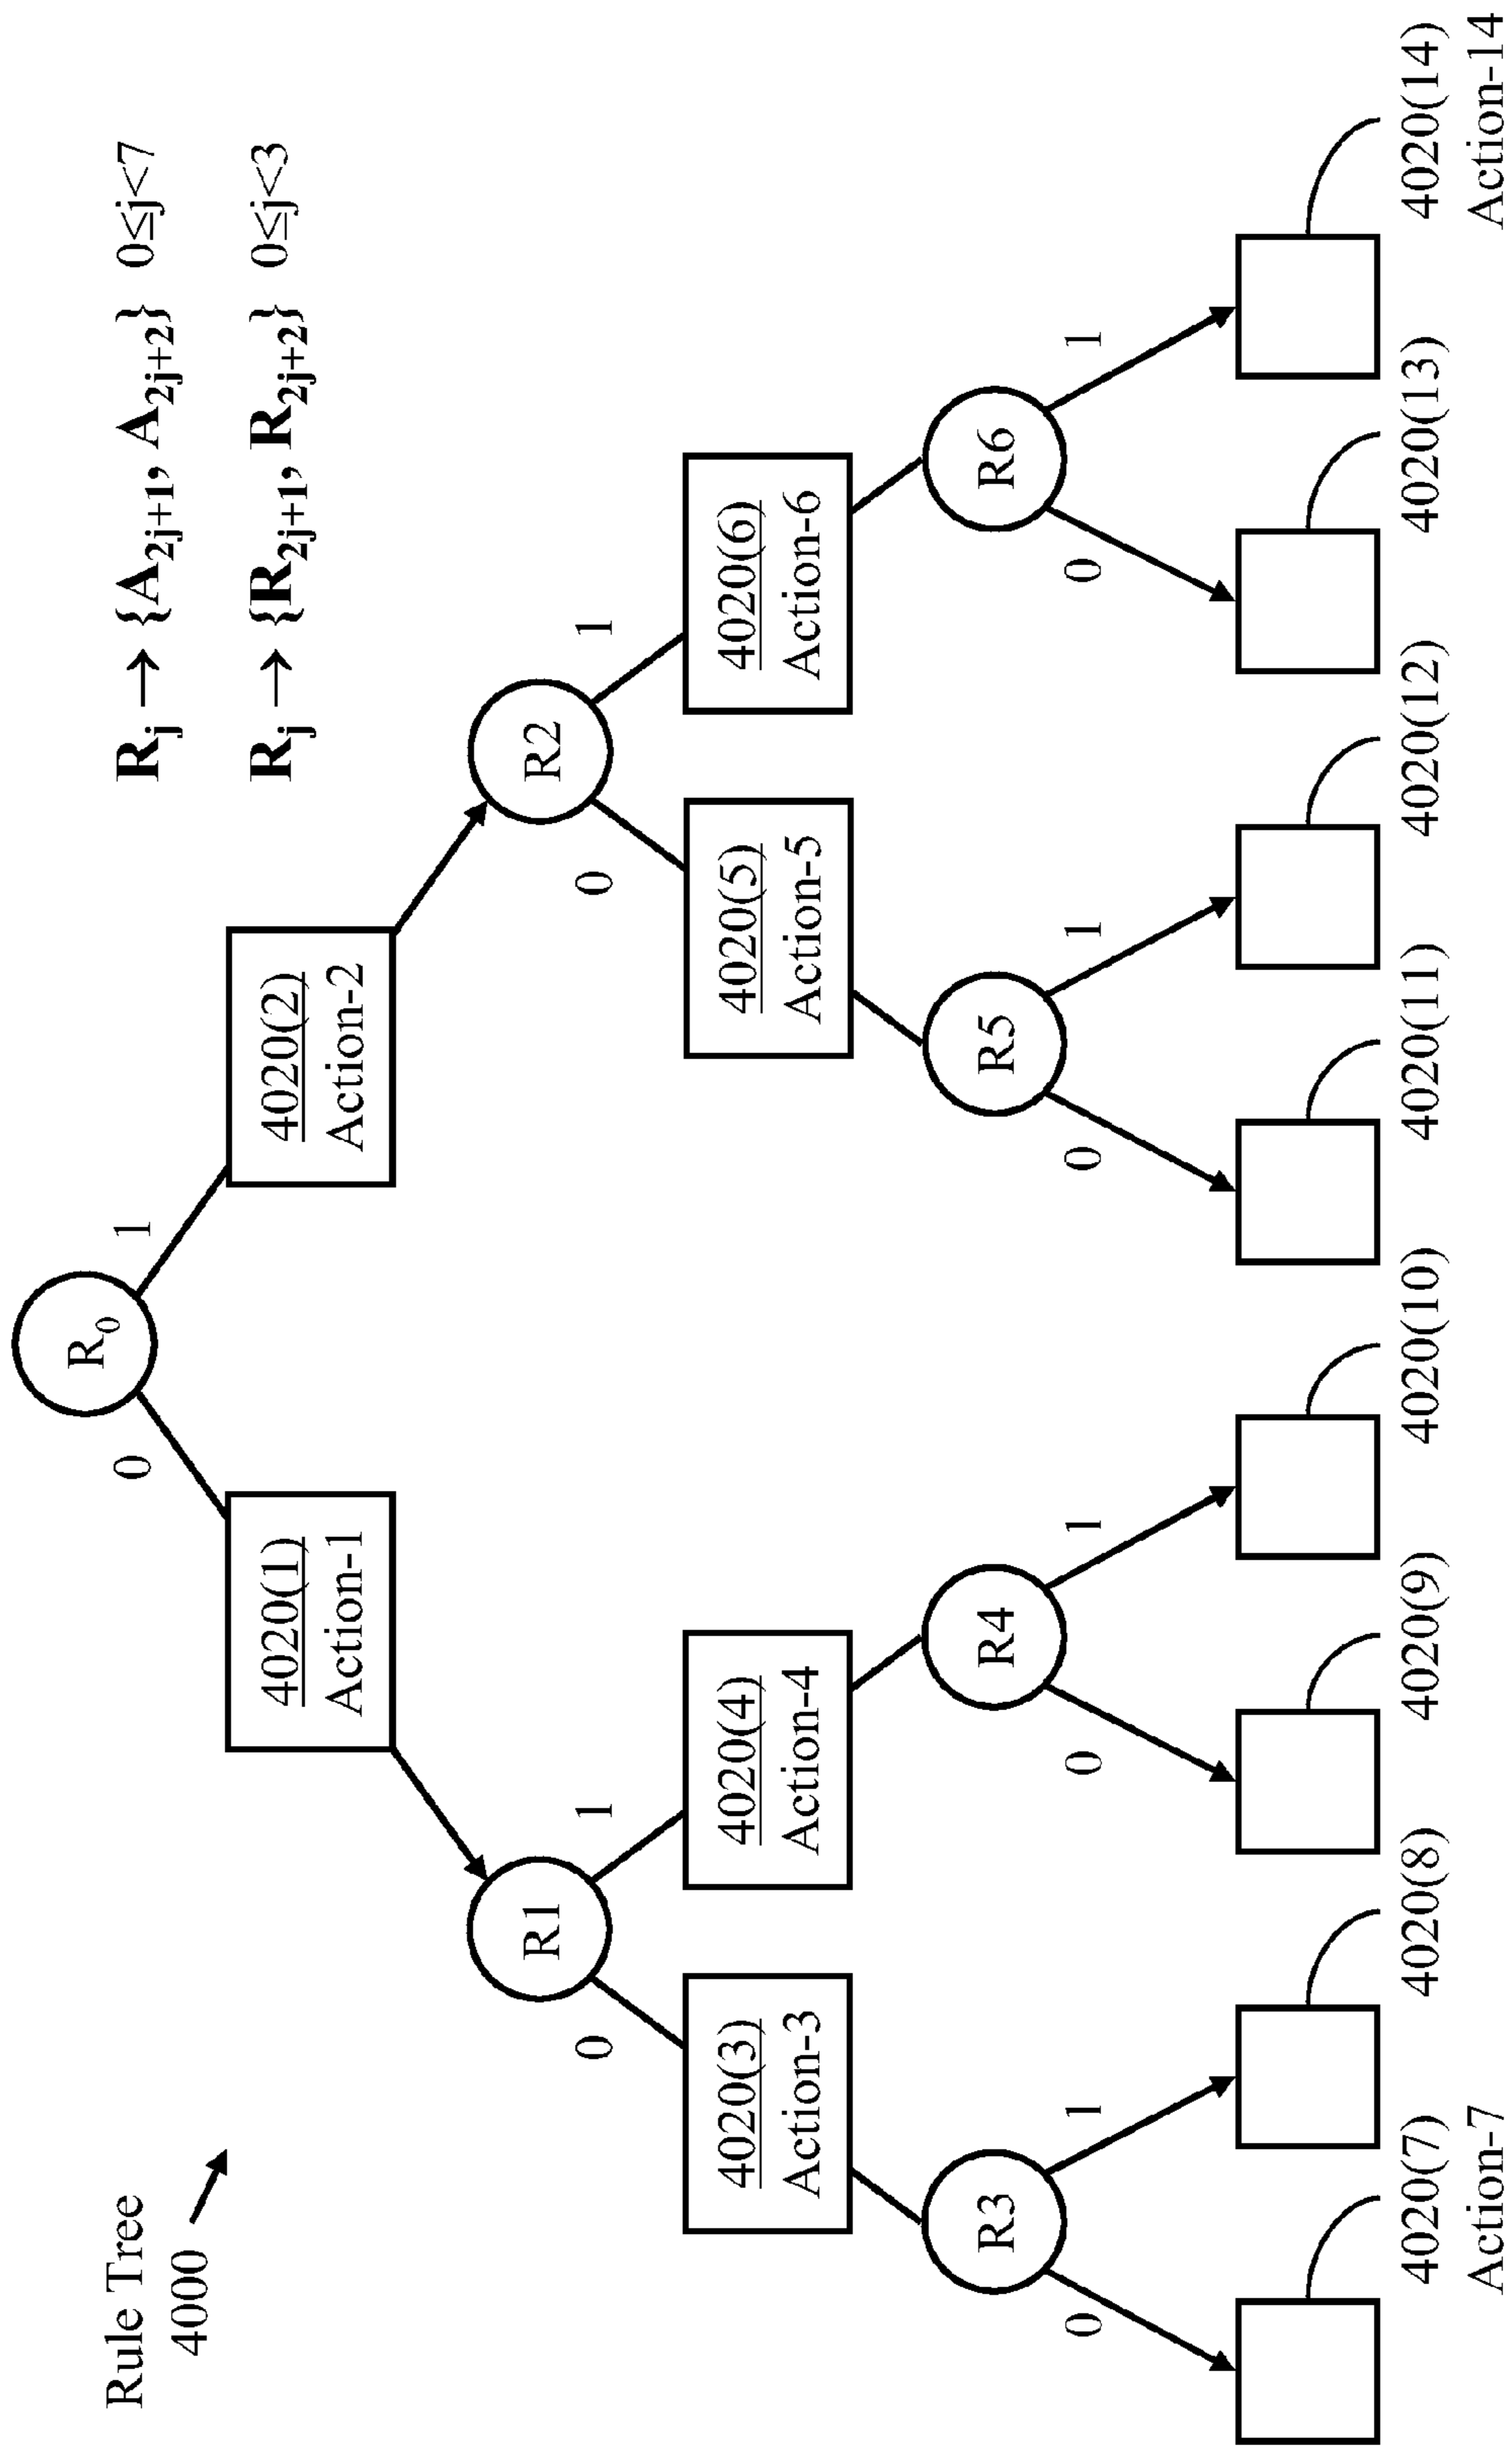 Rule Tree
4000
R₀
0
1
Rⱼ → {A₂ⱼ₊₁, A₂ⱼ₊₂} 0≤j<7
Rⱼ → {R₂ⱼ₊₁, R₂ⱼ₊₂} 0≤j<3
4020(1)
Action-1
4020(2)
Action-2
R1
0
1
R2
0
1
4020(3)
Action-3
4020(4)
Action-4
4020(5)
Action-5
4020(6)
Action-6
R3
0
1
R4
0
1
R5
0
1
R6
0
1
4020(7)
Action-7
4020(8)
4020(9)
4020(10)
4020(11)
4020(12)
4020(13)
4020(14)
Action-14